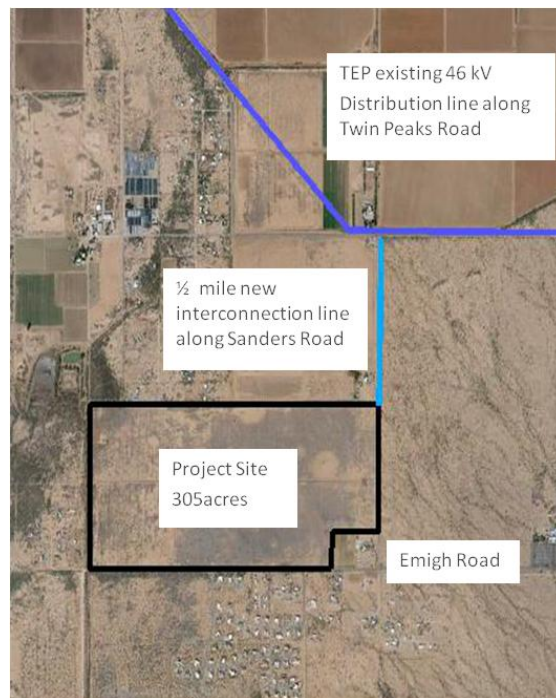 TEP existing 46 kV
Distribution line along
Twin Peaks Road
½ mile new
interconnection line
along Sanders Road
Project Site
305acres
Emigh Road